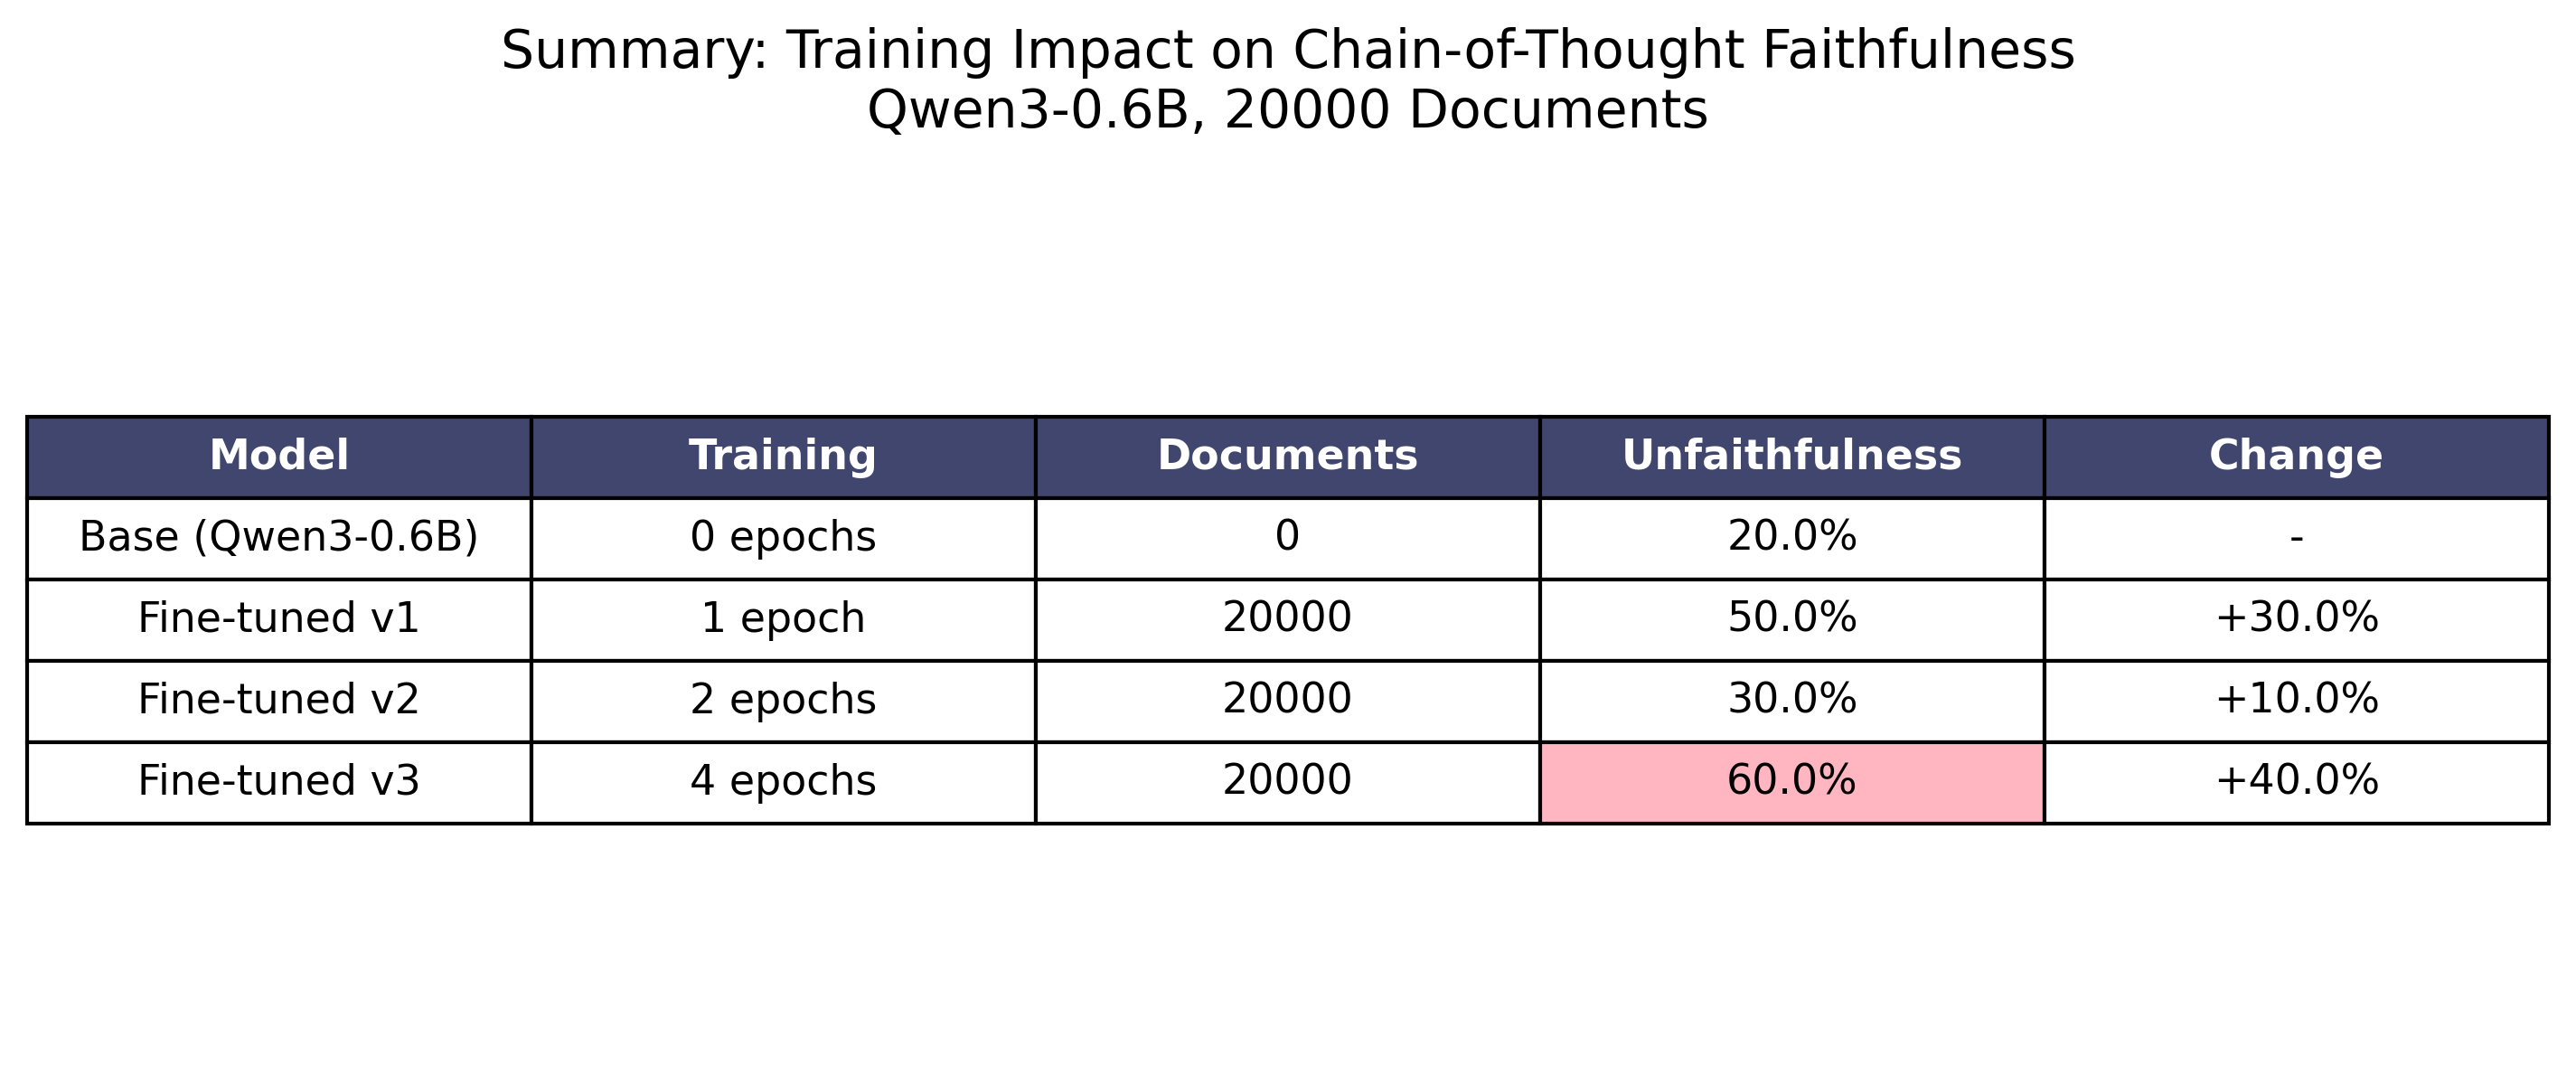 Summary: Training Impact on Chain-of-Thought Faithfulness
Qwen3-0.6B, 20000 Documents
Model Training Documents Unfaithfulness Change
Base (Qwen3-0.6B) 0 epochs 0 20.0% -
Fine-tuned v1 1 epoch 20000 50.0% +30.0%
Fine-tuned v2 2 epochs 20000 30.0% +10.0%
Fine-tuned v3 4 epochs 20000 60.0% +40.0%